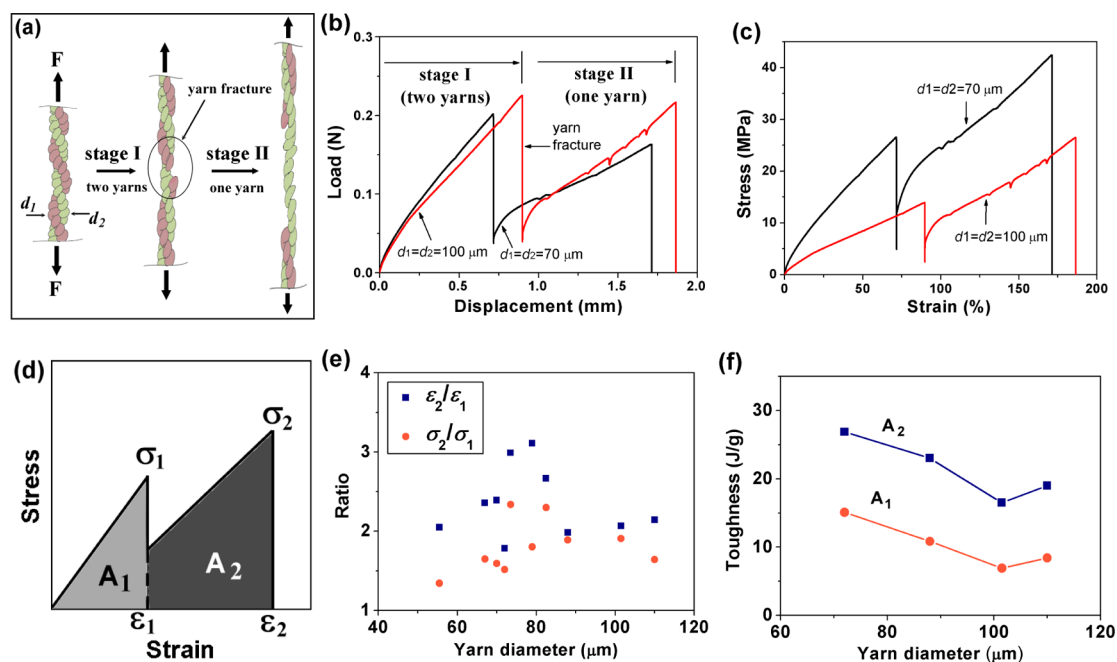 (a)
F
F
d1
d2
stage I
two yarns
yarn fracture
stage II
one yarn
(b)
Load (N)
0.3
0.2
0.1
0.0
stage I
(two yarns)
stage II
(one yarn)
yarn
fracture
d1=d2=100 μm
d1=d2=70 μm
0.0 0.5 1.0 1.5 2.0
Displacement (mm)
(c)
Stress (MPa)
40
30
20
10
0
d1=d2=70 μm
d1=d2=100 μm
0 50 100 150 200
Strain (%)
(d)
Stress
σ1
σ2
A1
A2
ε1
ε2
Strain
(e)
Ratio
4
3
2
1
ε2/ε1
σ2/σ1
40 60 80 100 120
Yarn diameter (μm)
(f)
Toughness (J/g)
30
20
10
0
A2
A1
60 80 100 120
Yarn diameter (μm)